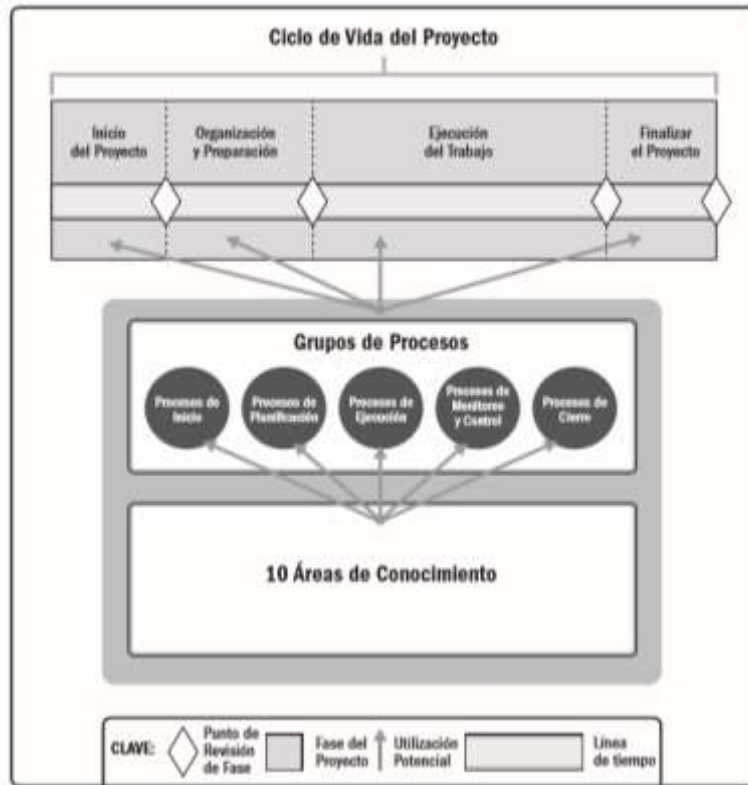 Ciclo de Vida del Proyecto
Inicio
del Proyecto
Organización
y Preparación
Ejecución
del Trabajo
Finalizar
el Proyecto
Grupos de Procesos
Procesos de
Inicio
Procesos de
Planificación
Procesos de
Ejecución
Procesos de
Monitoreo
y Control
Procesos de
Cierre
10 Áreas de Conocimiento
CLAVE:
Punto de
Revisión
de Fase
Fase del
Proyecto
Utilización
Potencial
Línea
de tiempo